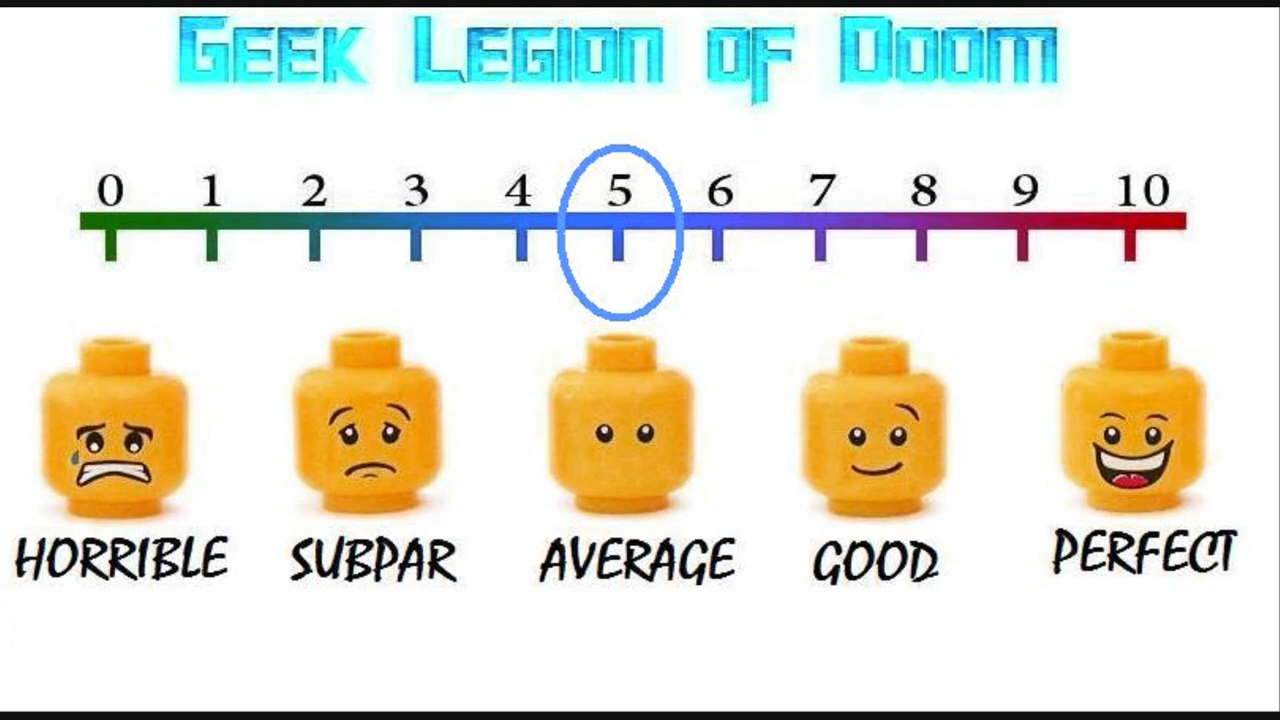 GEEK LEGION OF DOOM
0 1 2 3 4 5 6 7 8 9 10
HORRIBLE SUBPAR AVERAGE GOOD PERFECT